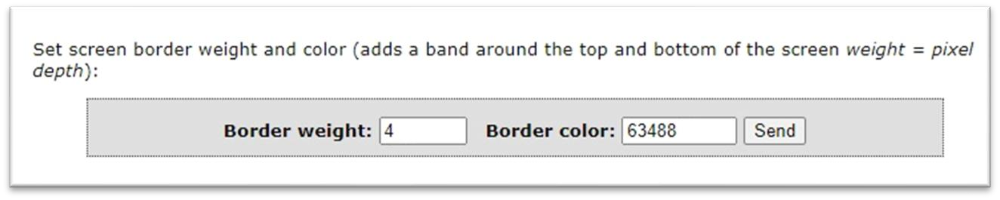 Set screen border weight and color (adds a band around the top and bottom of the screen weight = pixel
depth):
Border weight: 4 Border color: 63488 Send